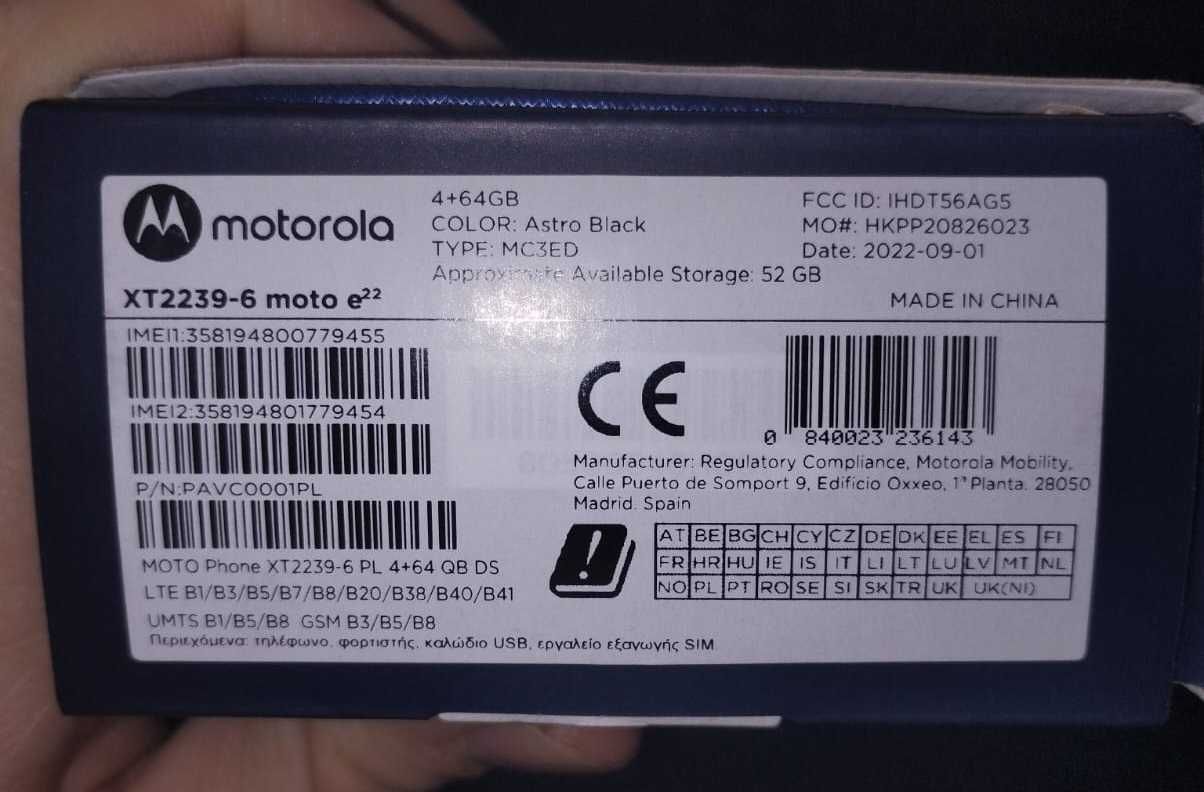 motorola
XT2239-6 moto e²²
4+64GB
COLOR: Astro Black
TYPE: MC3ED
Approximate Available Storage: 52 GB
FCC ID: IHDT56AG5
MO#: HKPP20826023
Date: 2022-09-01
MADE IN CHINA
IMEI1:358194800779455
IMEI2:358194801779454
P/N:PAVC0001PL
MOTO Phone XT2239-6 PL 4+64 QB DS
LTE B1/B3/B5/B7/B8/B20/B38/B40/B41
UMTS B1/B5/B8 GSM B3/B5/B8
Περιεχόμενα: τηλέφωνο, φορτιστής, καλώδιο USB, εργαλείο εξαγωγής SIM
CE
0 840023 236143
Manufacturer: Regulatory Compliance, Motorola Mobility,
Calle Puerto de Somport 9, Edificio Oxxeo, 1ª Planta. 28050
Madrid. Spain
AT BE BG CH CY CZ DE DK EE EL ES FI
FR HR HU IE IS IT LI LT LU LV MT NL
NO PL PT RO SE SI SK TR UK UK(NI)